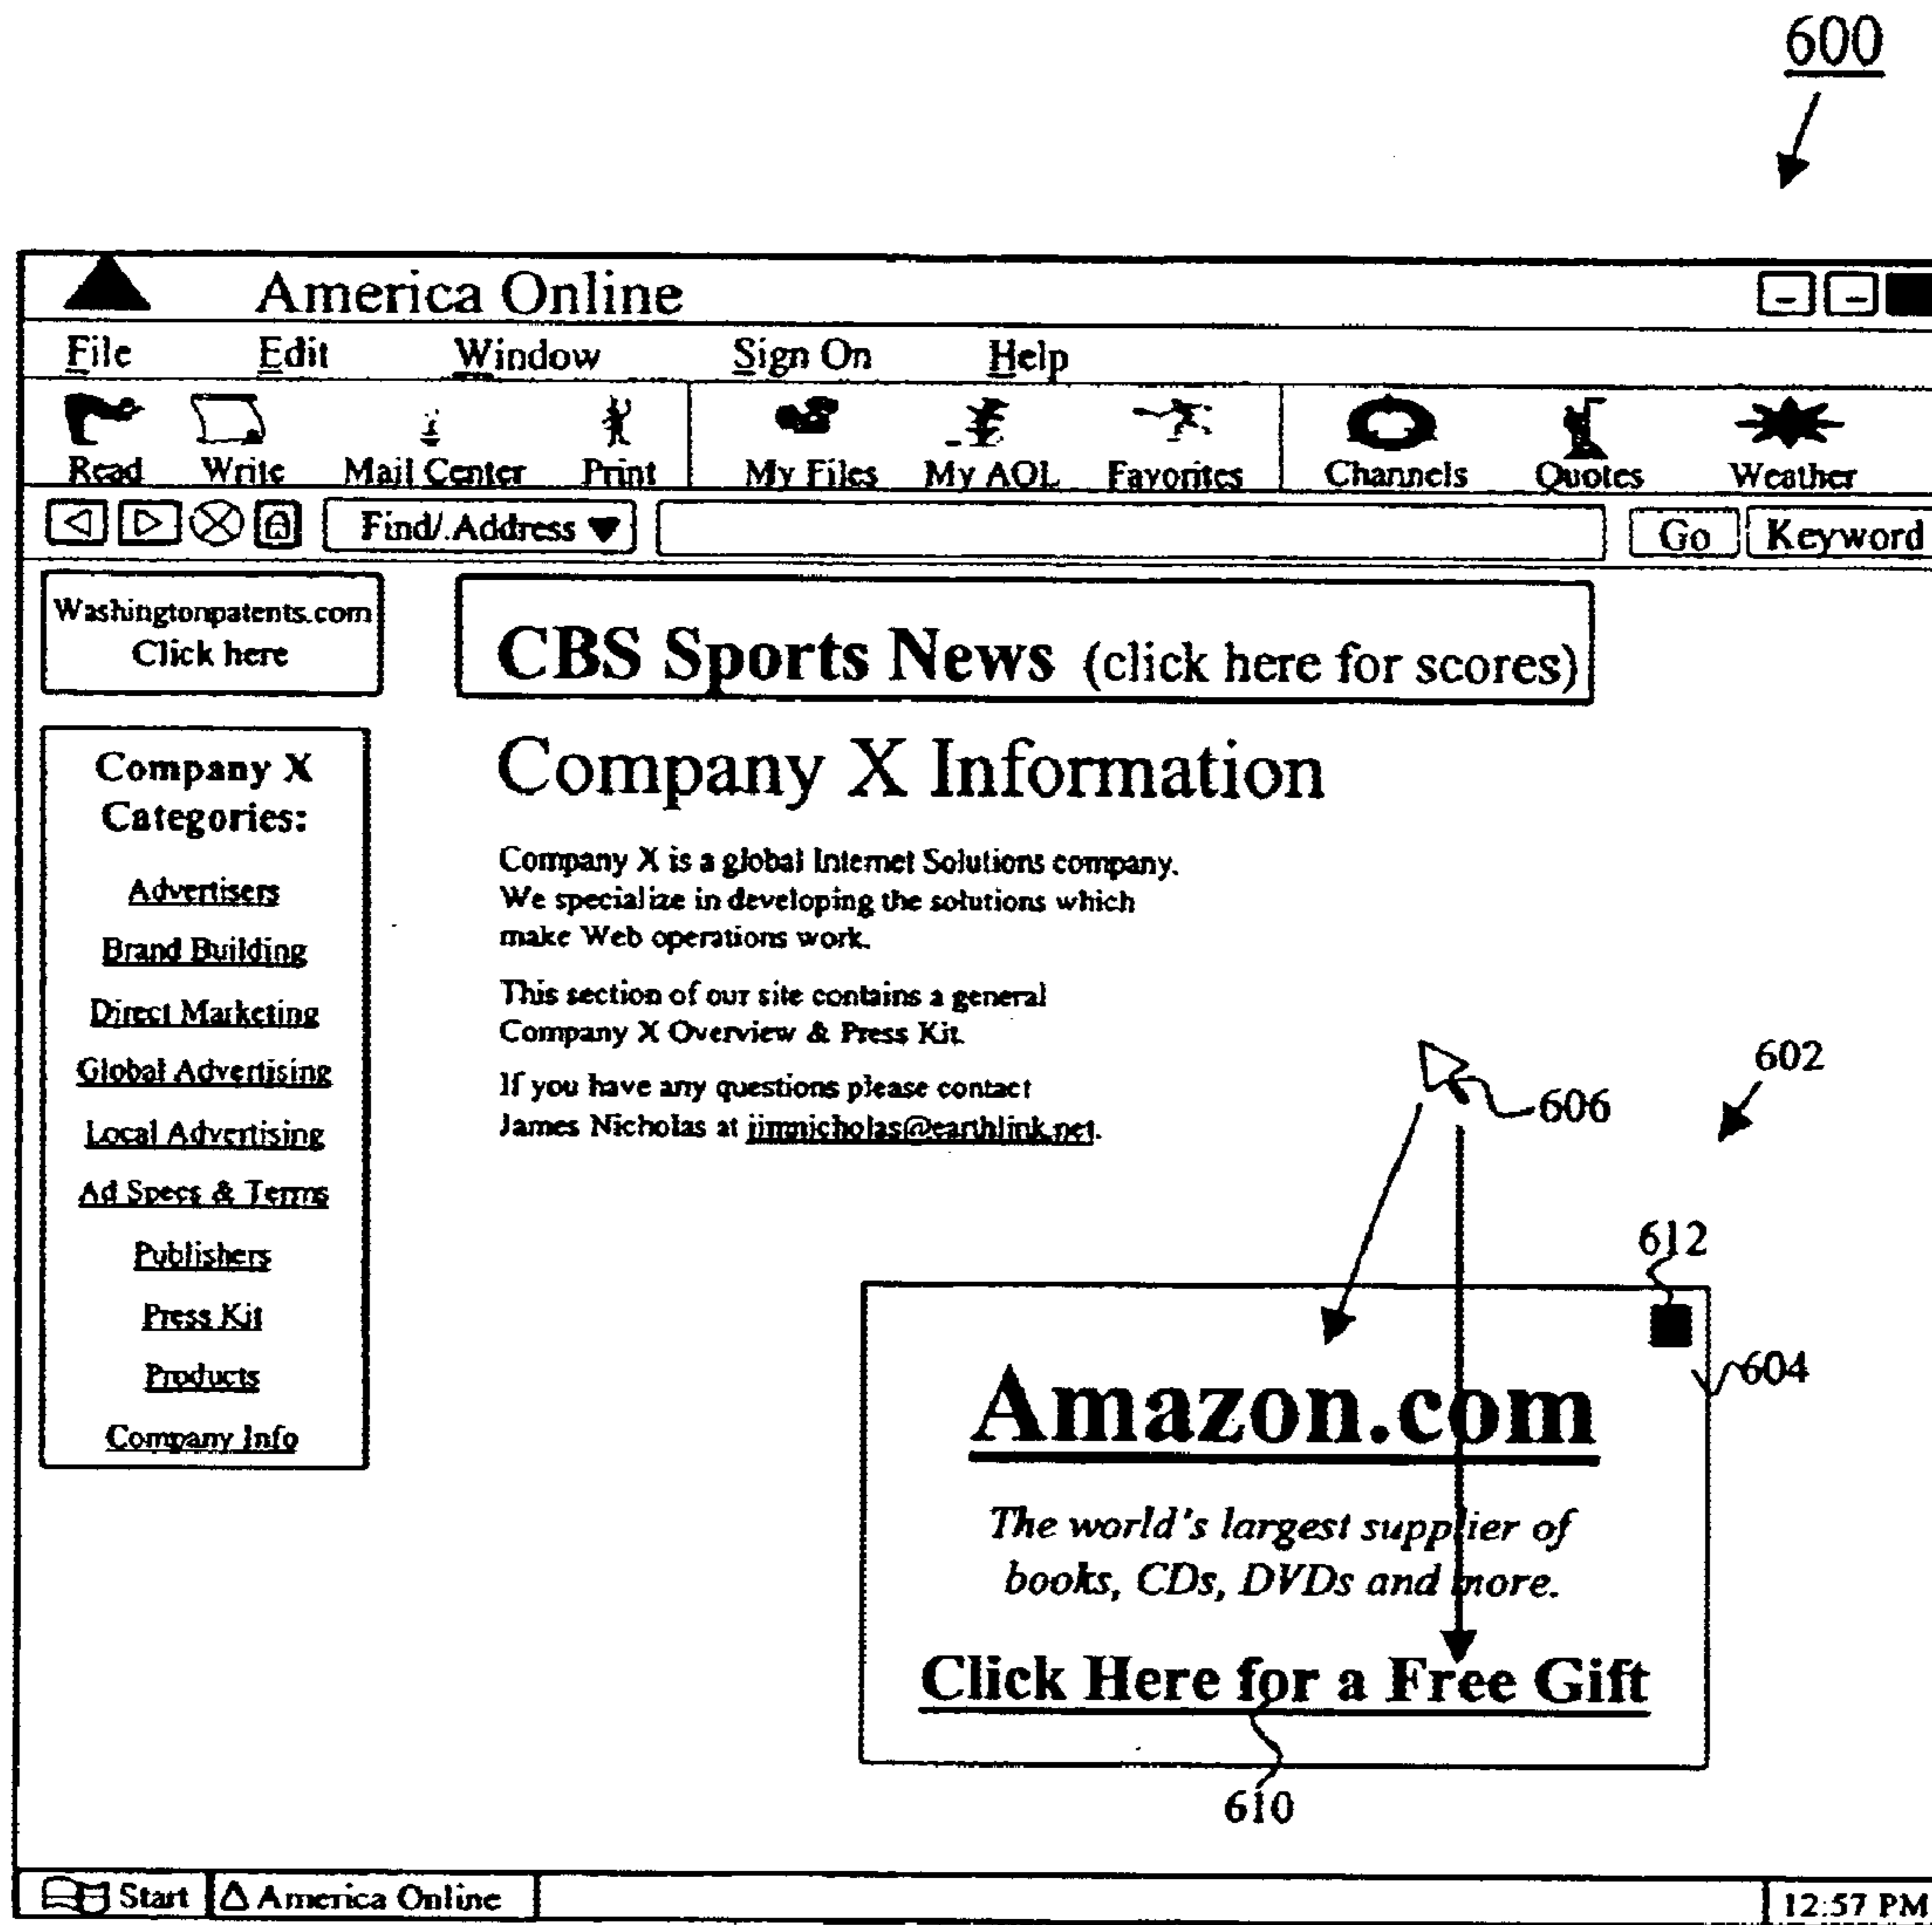 600
America Online
File Edit Window Sign On Help
Read Write Mail Center Print My Files My AOL Favorites Channels Quotes Weather
Find/.Address Go Keyword
Washingtonpatents.com
Click here
CBS Sports News (click here for scores)
Company X
Categories:
Advertisers
Brand Building
Direct Marketing
Global Advertising
Local Advertising
Ad Specs & Terms
Publishers
Press Kit
Products
Company Info
Company X Information
Company X is a global Internet Solutions company.
We specialize in developing the solutions which
make Web operations work.
This section of our site contains a general
Company X Overview & Press Kit.
If you have any questions please contact
James Nicholas at jimnicholas@earthlink.net.
602
606
612
604
Amazon.com
The world's largest supplier of
books, CDs, DVDs and more.
Click Here for a Free Gift
610
Start America Online 12:57 PM